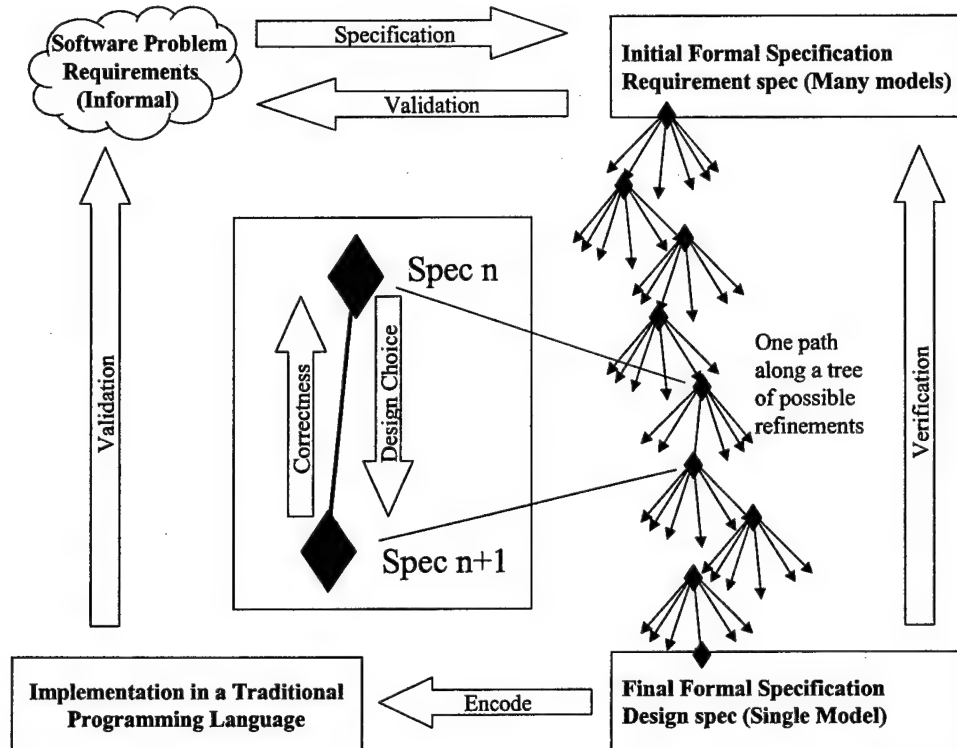 Software Problem
Requirements
(Informal)
Specification
Validation
Initial Formal Specification
Requirement spec (Many models)
Spec n
Correctness
Design Choice
Spec n+1
One path
along a tree
of possible
refinements
Validation
Verification
Implementation in a Traditional
Programming Language
Encode
Final Formal Specification
Design spec (Single Model)